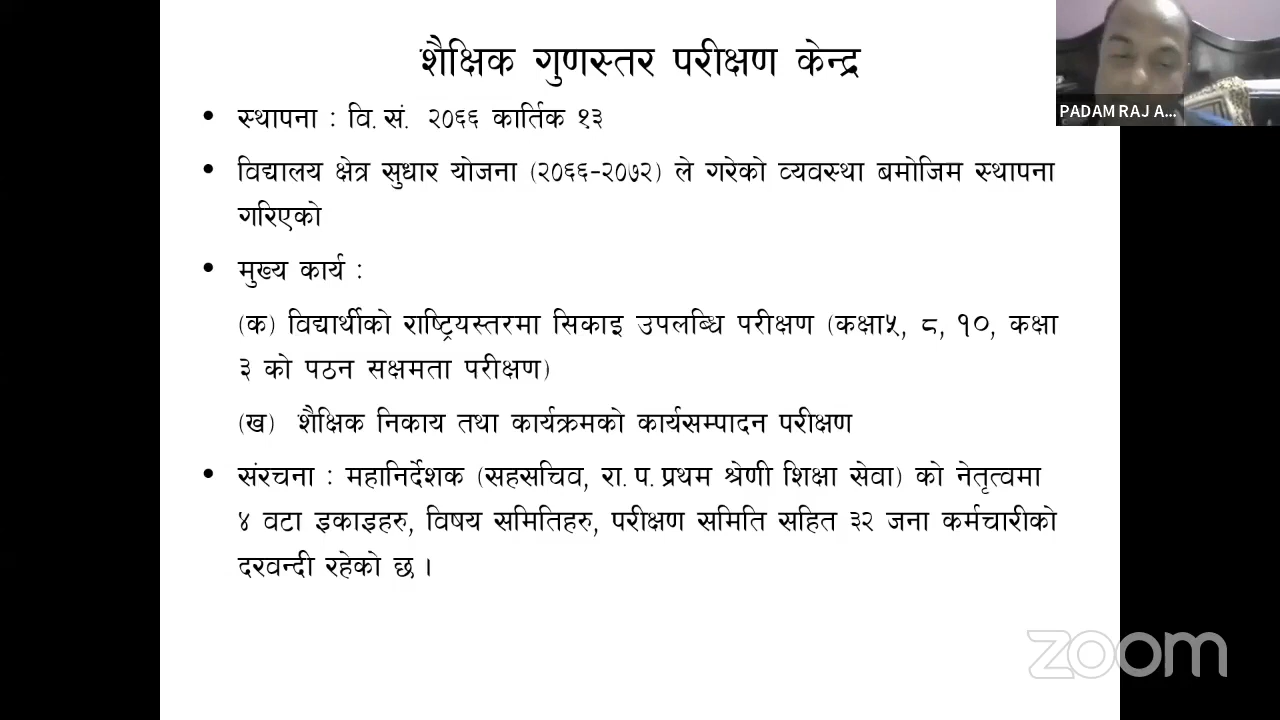 शैक्षिक गुणस्तर परीक्षण केन्द्र
PADAM RAJ A...
• स्थापना : वि.सं. २०६६ कार्तिक १३
• विद्यालय क्षेत्र सुधार योजना (२०६६-२०७२) ले गरेको व्यवस्था बमोजिम स्थापना
गरिएको
• मुख्य कार्य :
(क) विद्यार्थीको राष्ट्रियस्तरमा सिकाइ उपलब्धि परीक्षण (कक्षा५, ८, १०, कक्षा
३ को पठन सक्षमता परीक्षण)
(ख) शैक्षिक निकाय तथा कार्यक्रमको कार्यसम्पादन परीक्षण
• संरचना : महानिर्देशक (सहसचिव, रा.प.प्रथम श्रेणी शिक्षा सेवा) को नेतृत्वमा
४ वटा इकाइहरु, विषय समितिहरु, परीक्षण समिति सहित ३२ जना कर्मचारीको
दरवन्दी रहेको छ ।
zoom